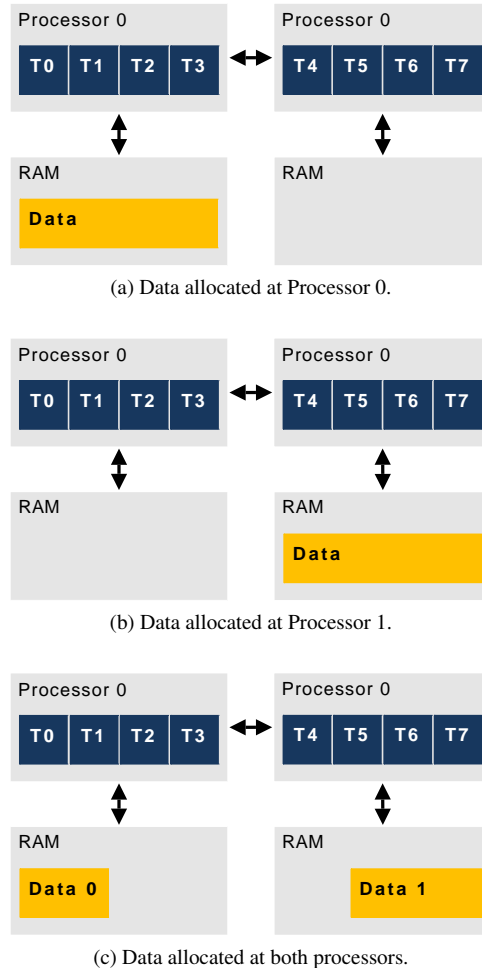 Processor 0 Processor 0
T0 T1 T2 T3 T4 T5 T6 T7
RAM RAM
Data
(a) Data allocated at Processor 0.
Processor 0 Processor 0
T0 T1 T2 T3 T4 T5 T6 T7
RAM RAM
Data
(b) Data allocated at Processor 1.
Processor 0 Processor 0
T0 T1 T2 T3 T4 T5 T6 T7
RAM RAM
Data 0 Data 1
(c) Data allocated at both processors.